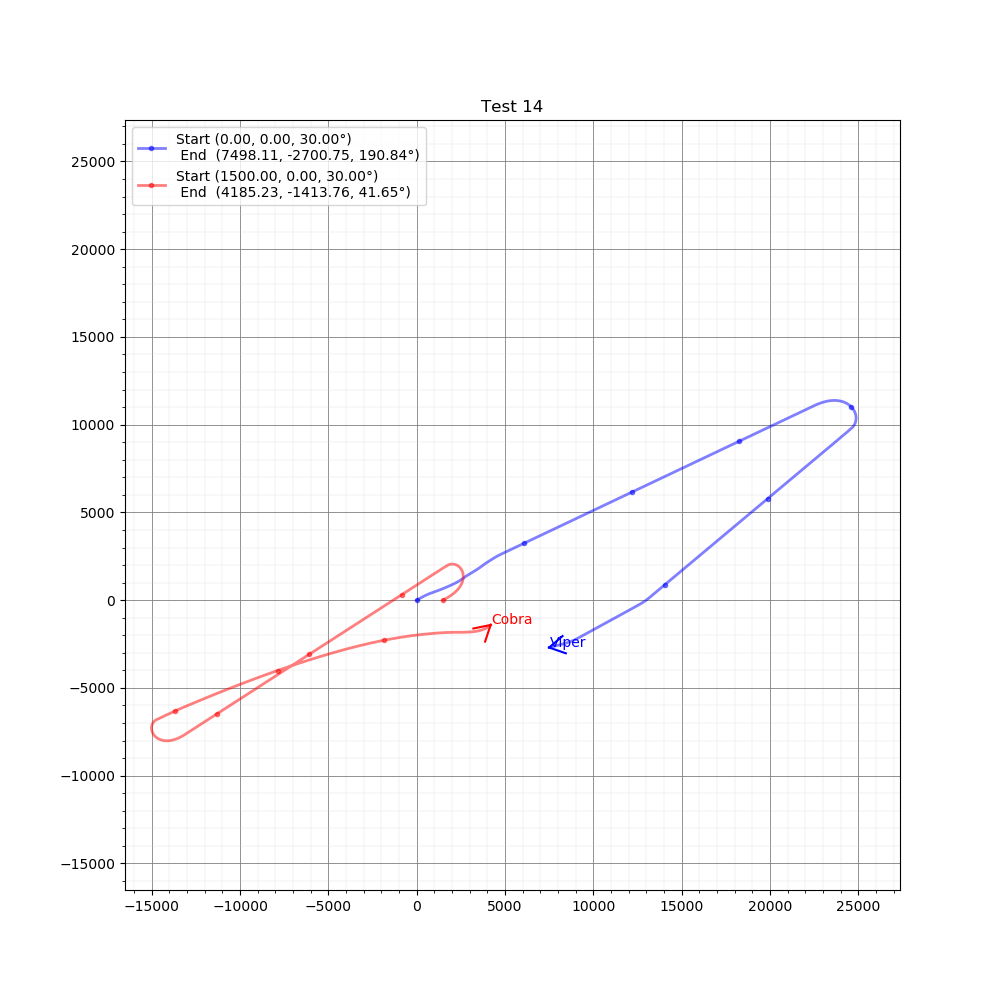 Test 14
Start (0.00, 0.00, 30.00°)
End (7498.11, -2700.75, 190.84°)
Start (1500.00, 0.00, 30.00°)
End (4185.23, -1413.76, 41.65°)
25000
20000
15000
10000
5000
0
−5000
−10000
−15000
Cobra
Viper
−15000 −10000 −5000 0 5000 10000 15000 20000 25000